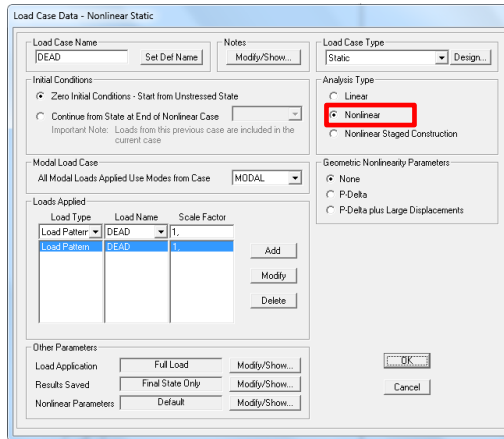 Load Case Data - Nonlinear Static
Load Case Name
DEAD
Set Def Name
Notes
Modify/Show...
Load Case Type
Static
Design...
Initial Conditions
Zero Initial Conditions - Start from Unstressed State
Continue from State at End of Nonlinear Case
Important Note: Loads from this previous case are included in the
current case
Analysis Type
Linear
Nonlinear
Nonlinear Staged Construction
Modal Load Case
All Modal Loads Applied Use Modes from Case
MODAL
Geometric Nonlinearity Parameters
None
P-Delta
P-Delta plus Large Displacements
Loads Applied
Load Type Load Name Scale Factor
Load Pattern DEAD 1,
Load Pattern DEAD 1,
Add
Modify
Delete
Other Parameters
Load Application Full Load Modify/Show...
Results Saved Final State Only Modify/Show...
Nonlinear Parameters Default Modify/Show...
OK
Cancel